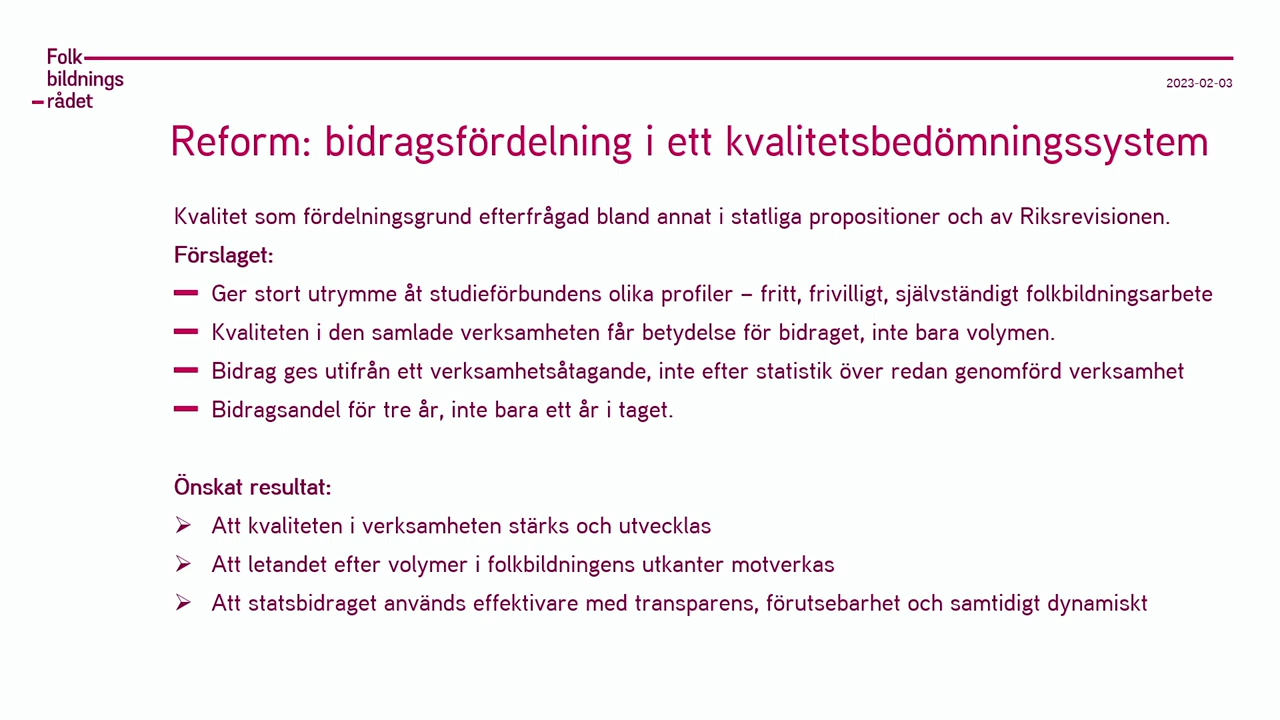 Folk
bildnings
rådet
2023-02-03
Reform: bidragsfördelning i ett kvalitetsbedömningssystem
Kvalitet som fördelningsgrund efterfrågad bland annat i statliga propositioner och av Riksrevisionen.
Förslaget:
Ger stort utrymme åt studieförbundens olika profiler – fritt, frivilligt, självständigt folkbildningsarbete
Kvaliteten i den samlade verksamheten får betydelse för bidraget, inte bara volymen.
Bidrag ges utifrån ett verksamhetsåtagande, inte efter statistik över redan genomförd verksamhet
Bidragsandel för tre år, inte bara ett år i taget.
Önskat resultat:
Att kvaliteten i verksamheten stärks och utvecklas
Att letandet efter volymer i folkbildningens utkanter motverkas
Att statsbidraget används effektivare med transparens, förutsebarhet och samtidigt dynamiskt